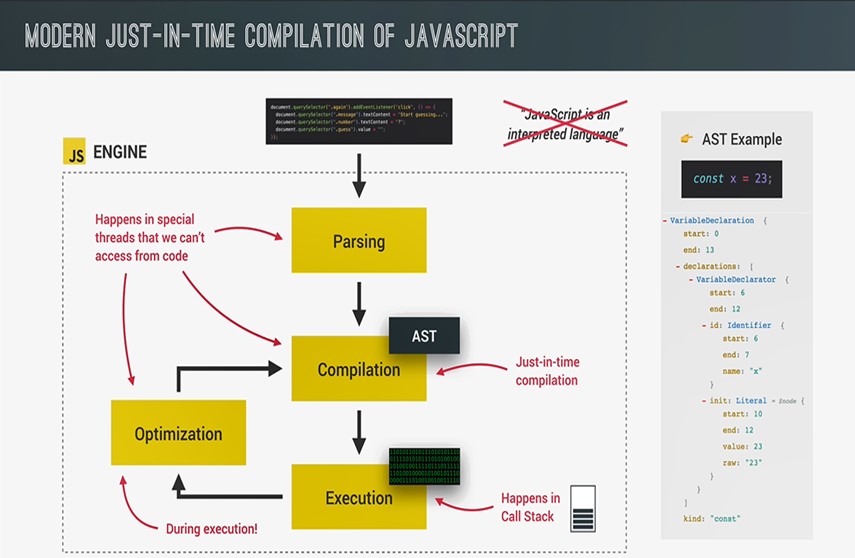 MODERN JUST-IN-TIME COMPILATION OF JAVASCRIPT
document.querySelector(".again").addEventListener("click", () => {
document.querySelector(".message").textContent = "Start guessing...";
document.querySelector(".number").textContent = "?";
document.querySelector(".guess").value = "";
});
"JavaScript is an
interpreted language"
JS ENGINE
Happens in special
threads that we can't
access from code
Parsing
AST
Compilation
Just-in-time
compilation
Optimization
Execution
Happens in
Call Stack
During execution!
AST Example
const x = 23;
- VariableDeclaration {
start: 0
end: 13
- declarations: [
- VariableDeclarator {
start: 6
end: 12
- id: Identifier {
start: 6
end: 7
name: "x"
}
- init: Literal = $node {
start: 10
end: 12
value: 23
raw: "23"
}
}
]
kind: "const"